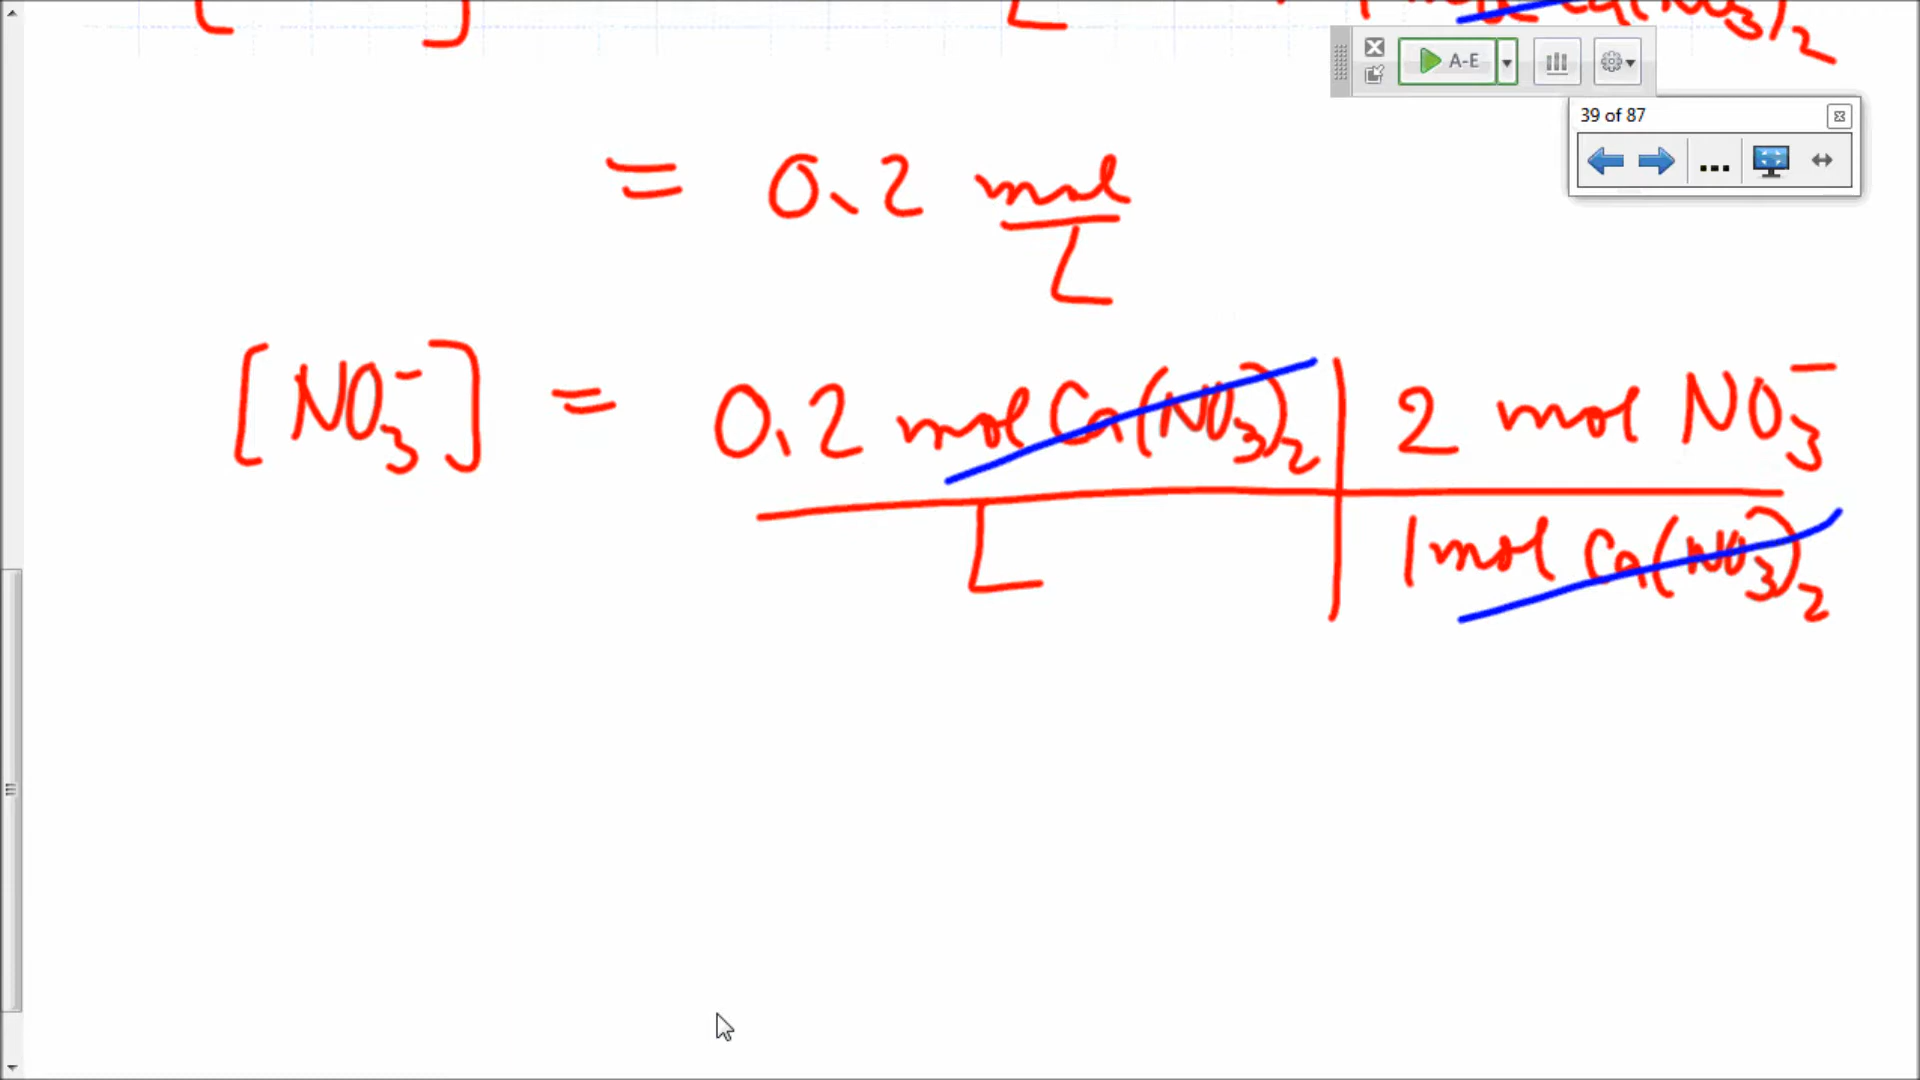 A-E
39 of 87
...
= 0.2 mol
L
[NO3-] = 0.2 mol Ca(NO3)2 | 2 mol NO3-
L | 1 mol Ca(NO3)2